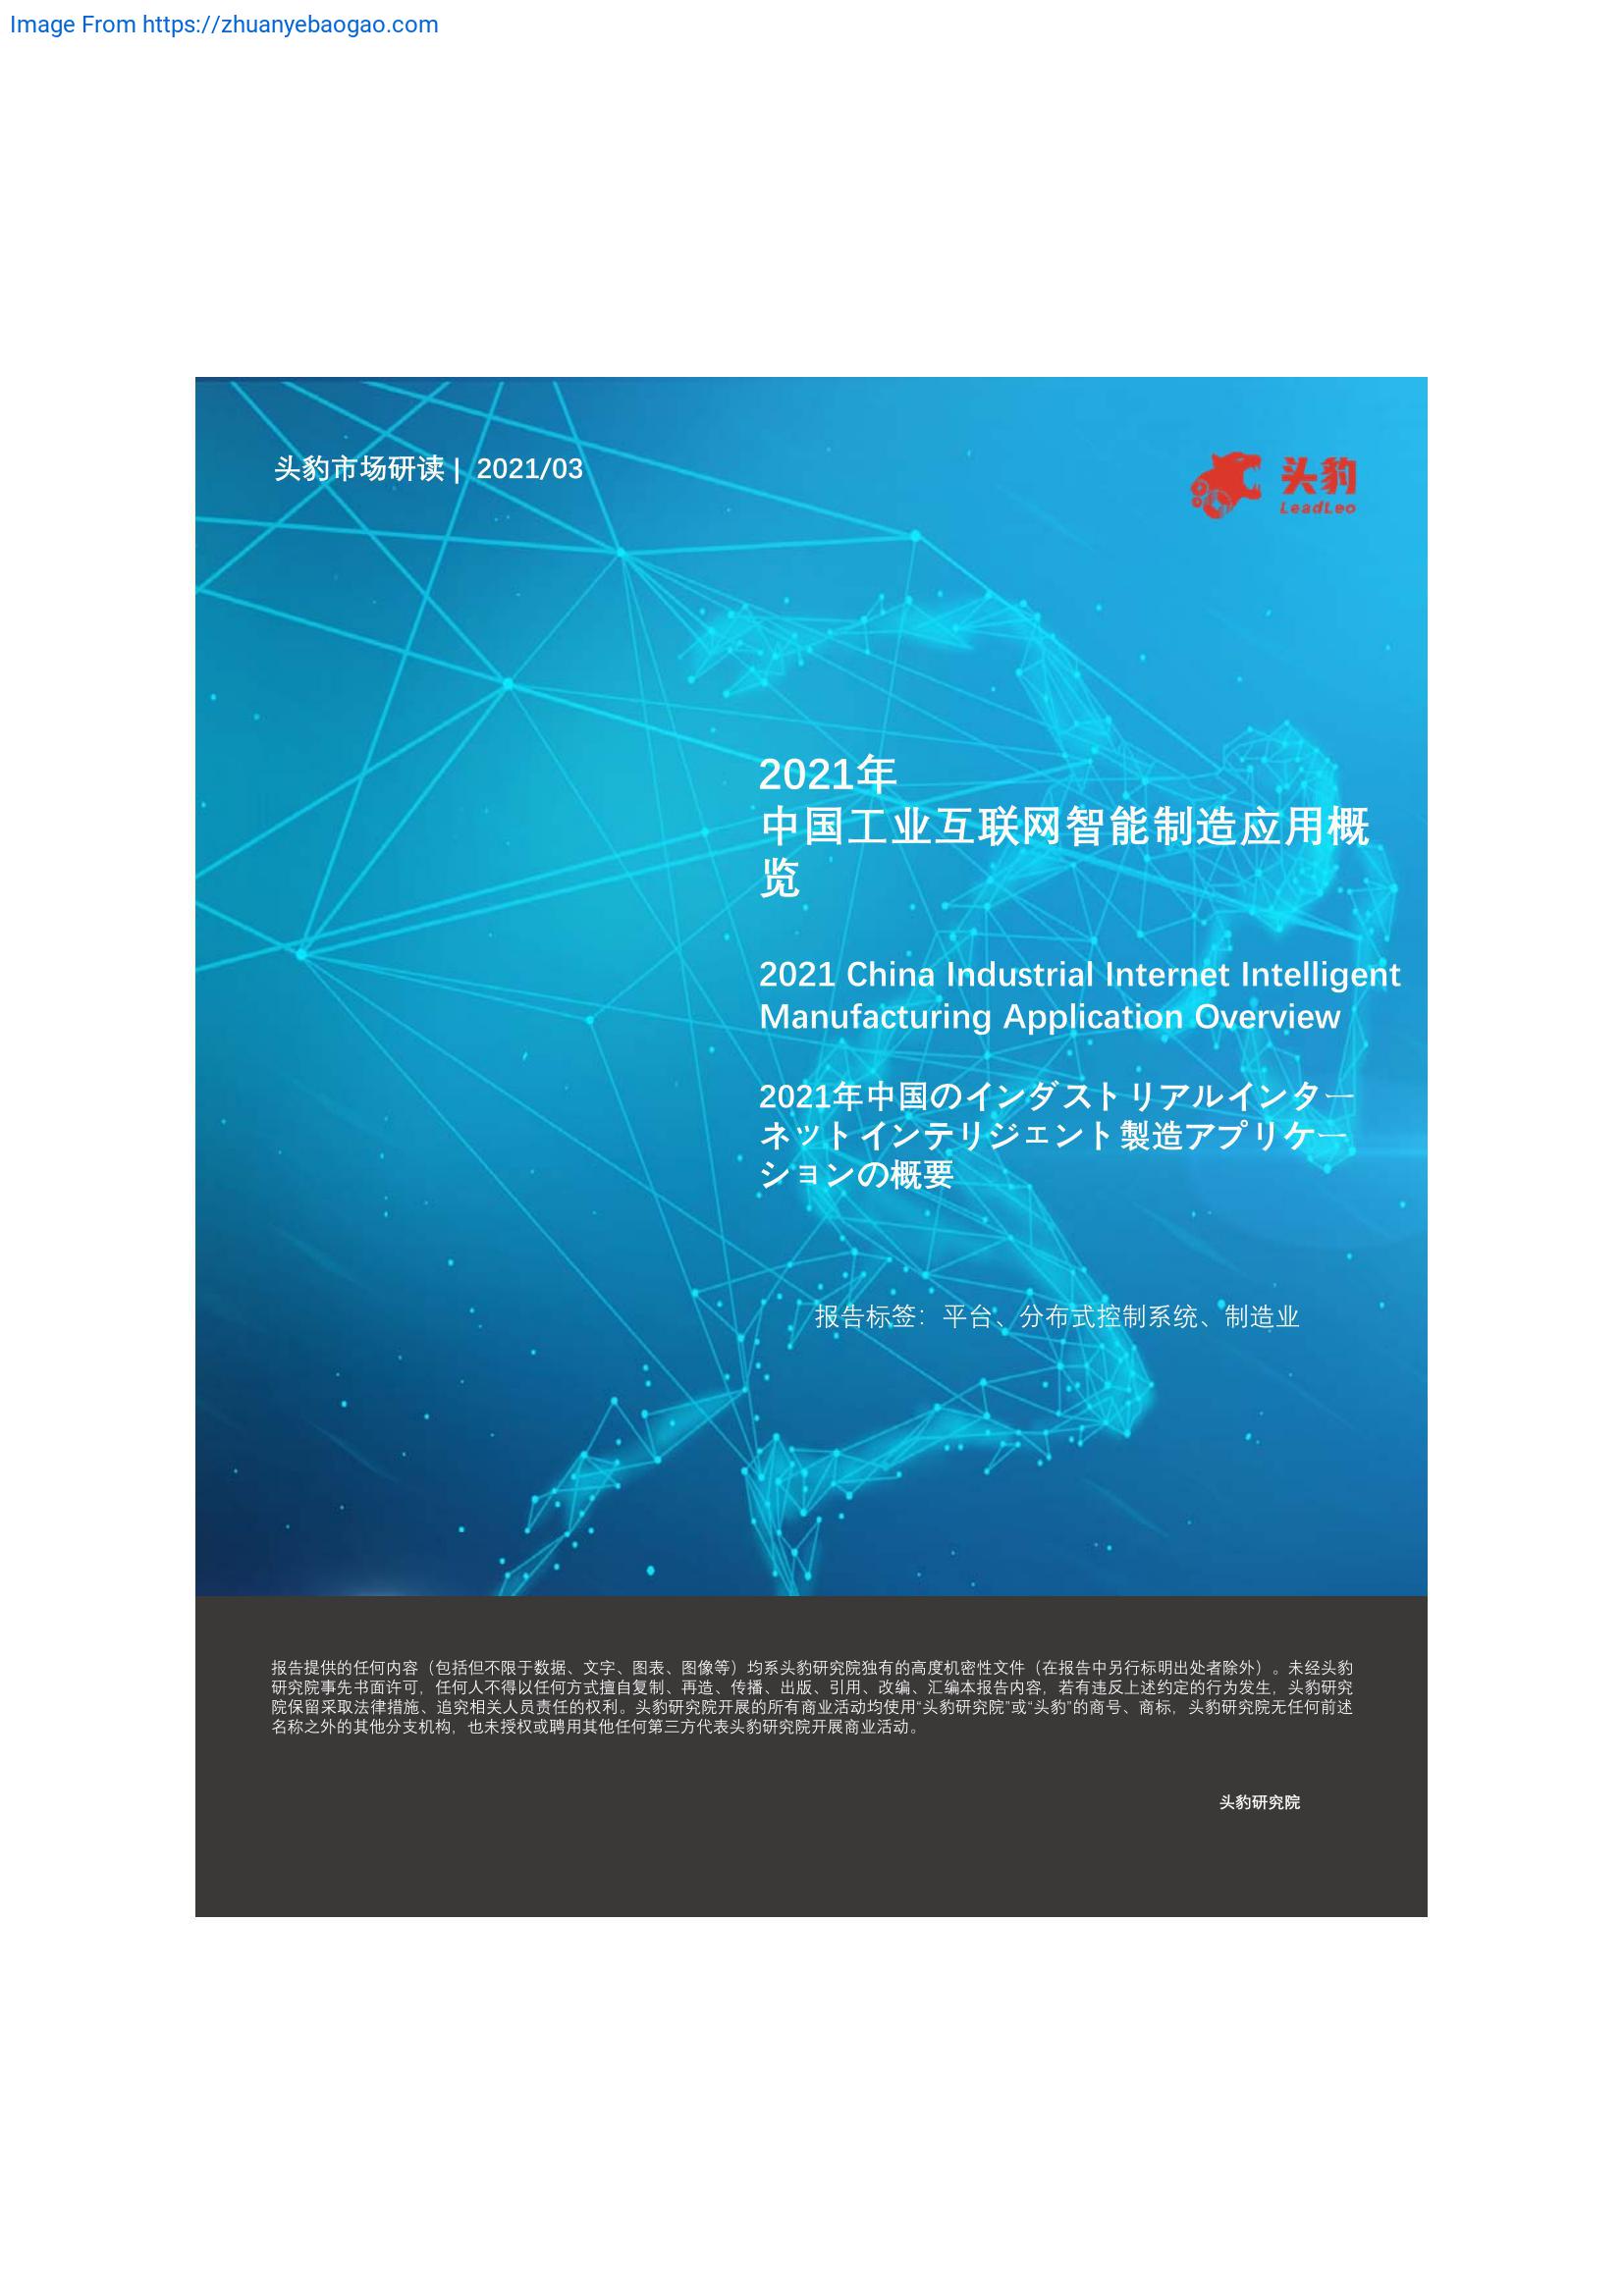 Image From https://zhuanyebaogao.com
头豹市场研读 | 2021/03
头豹
LeadLeo
2021年
中国工业互联网智能制造应用概
览
2021 China Industrial Internet Intelligent
Manufacturing Application Overview
2021年中国のインダストリアルインター
ネットインテリジェント製造アプリケー
ションの概要
报告标签：平台、分布式控制系统、制造业
报告提供的任何内容（包括但不限于数据、文字、图表、图像等）均系头豹研究院独有的高度机密性文件（在报告中另行标明出处者除外）。未经头豹
研究院事先书面许可，任何人不得以任何方式擅自复制、再造、传播、出版、引用、改编、汇编本报告内容，若有违反上述约定的行为发生，头豹研究
院保留采取法律措施、追究相关人员责任的权利。头豹研究院开展的所有商业活动均使用“头豹研究院”或“头豹”的商号、商标，头豹研究院无任何前述
名称之外的其他分支机构，也未授权或聘用其他任何第三方代表头豹研究院开展商业活动。
头豹研究院